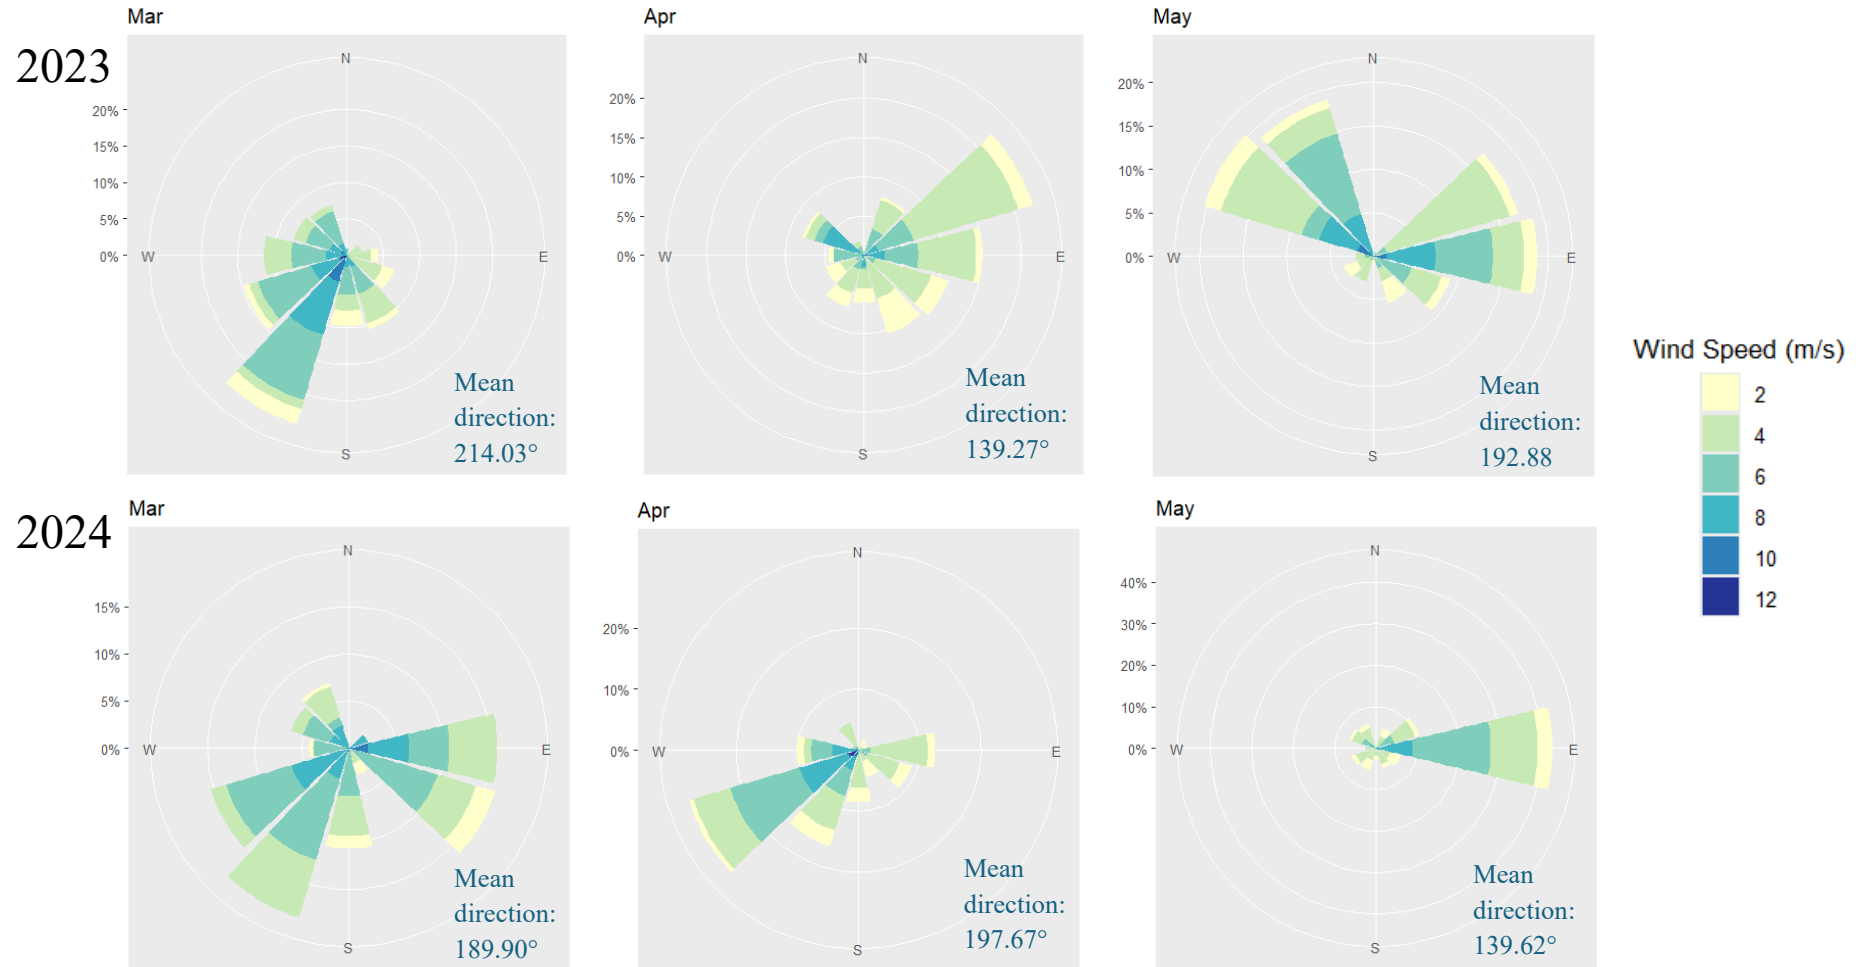 Mar
Apr
May
2023
N
20%
15%
10%
5%
0%
W
E
S
Mean
direction:
214.03°
N
20%
15%
10%
5%
0%
W
E
S
Mean
direction:
139.27°
N
20%
15%
10%
5%
0%
W
E
S
Mean
direction:
192.88
Wind Speed (m/s)
2
4
6
8
10
12
2024
Mar
Apr
May
N
15%
10%
5%
0%
W
E
S
Mean
direction:
189.90°
N
20%
10%
0%
W
E
S
Mean
direction:
197.67°
N
40%
30%
20%
10%
0%
W
E
S
Mean
direction:
139.62°